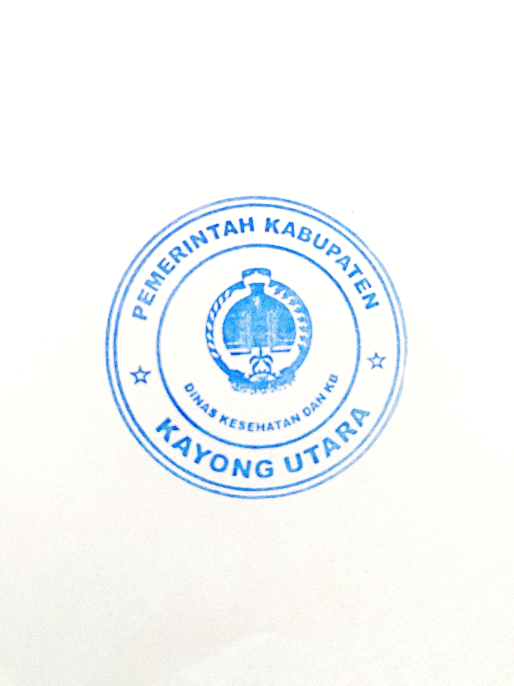 PEMERINTAH KABUPATEN
DINAS KESEHATAN DAN KB
KAYONG UTARA